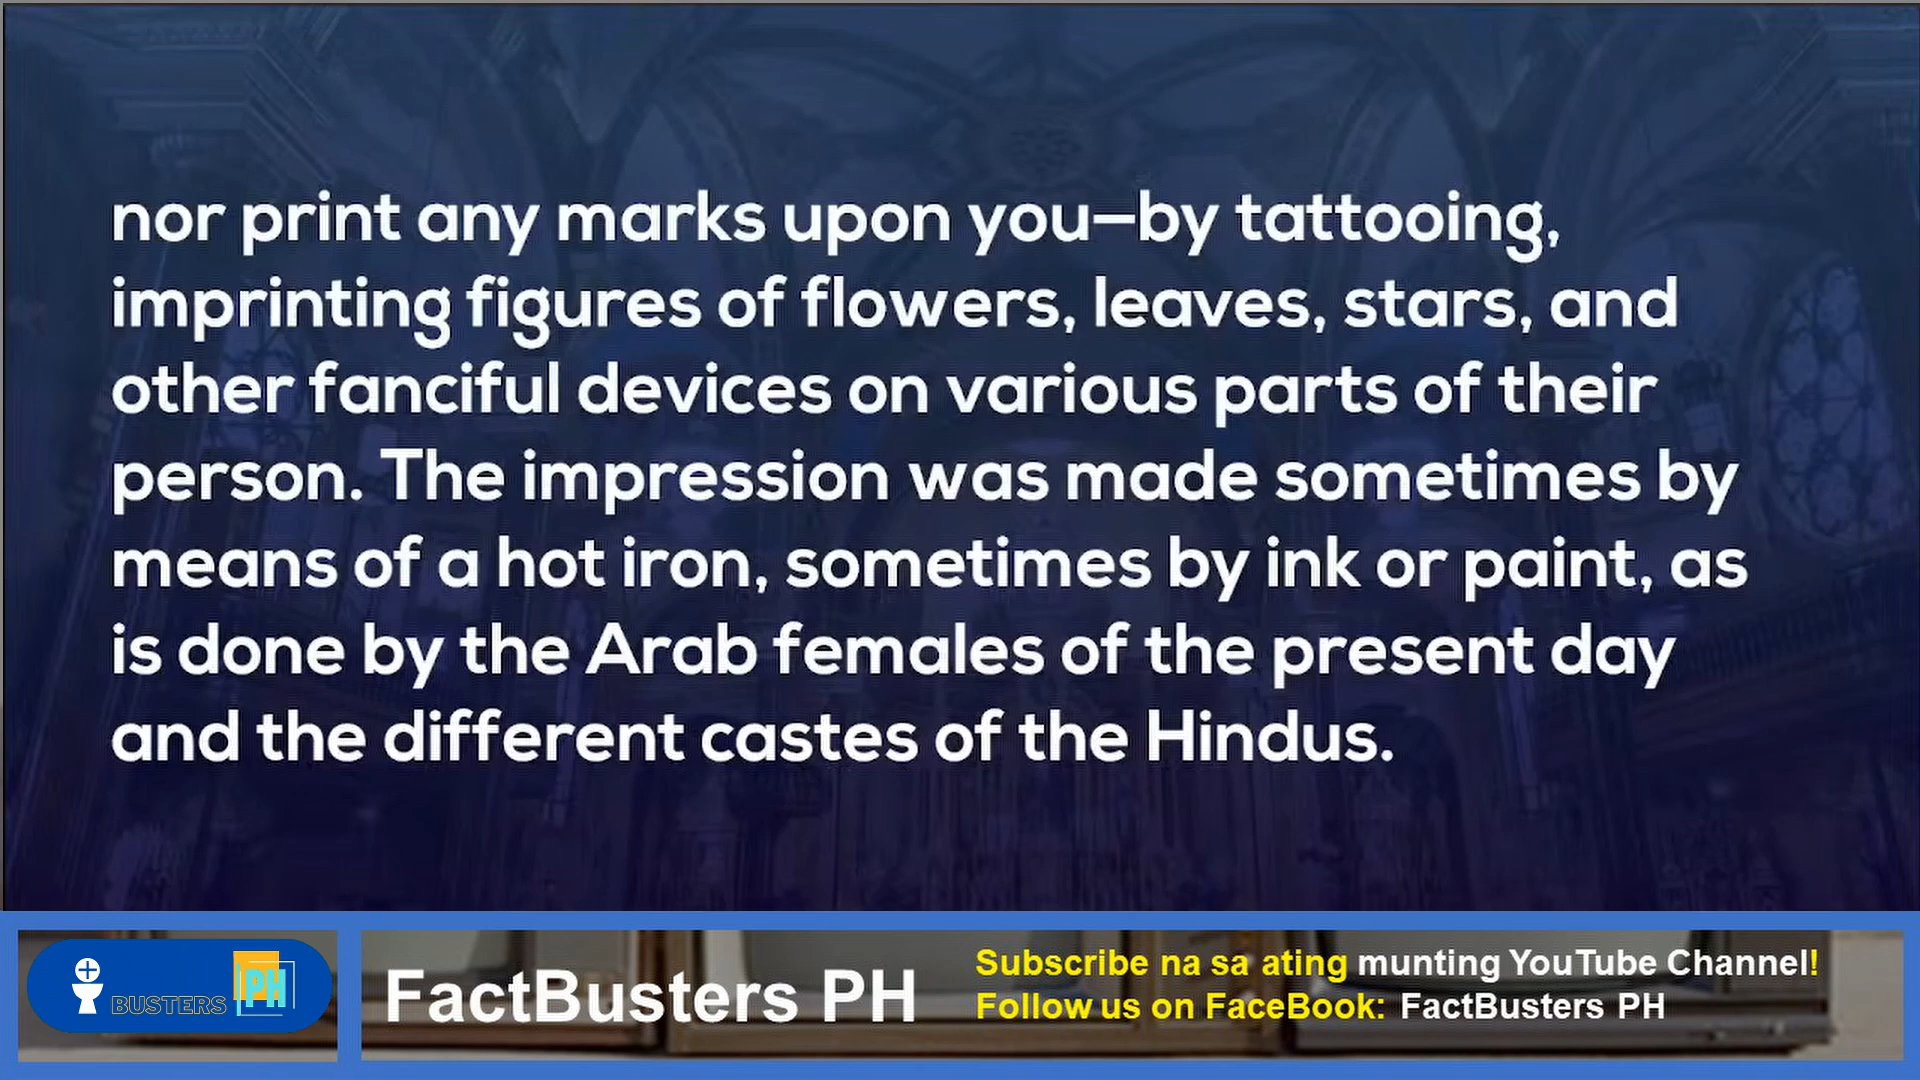 nor print any marks upon you—by tattooing,
imprinting figures of flowers, leaves, stars, and
other fanciful devices on various parts of their
person. The impression was made sometimes by
means of a hot iron, sometimes by ink or paint, as
is done by the Arab females of the present day
and the different castes of the Hindus.
BUSTERS PH
FactBusters PH
Subscribe na sa ating munting YouTube Channel!
Follow us on FaceBook: FactBusters PH